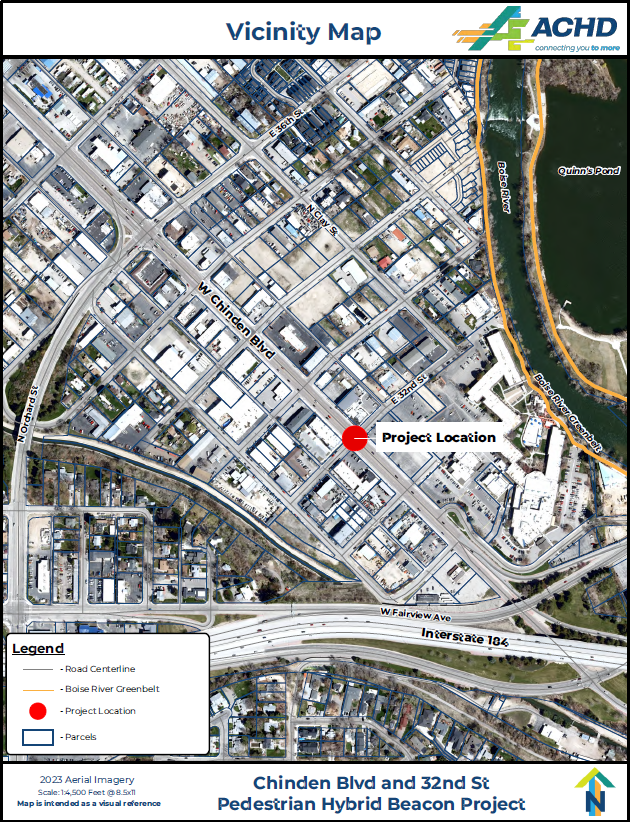 Vicinity Map
ACHD
connecting you to more
E 36th St
Quinn's Pond
Boise River
N Clay St
W Chinden Blvd
E 32nd St
N Orchard St
Boise River Greenbelt
Project Location
W Fairview Ave
Interstate 184
Legend
- Road Centerline
- Boise River Greenbelt
- Project Location
- Parcels
2023 Aerial Imagery
Scale: 1:4,500 Feet @ 8.5x11
Map is intended as a visual reference
Chinden Blvd and 32nd St
Pedestrian Hybrid Beacon Project
N